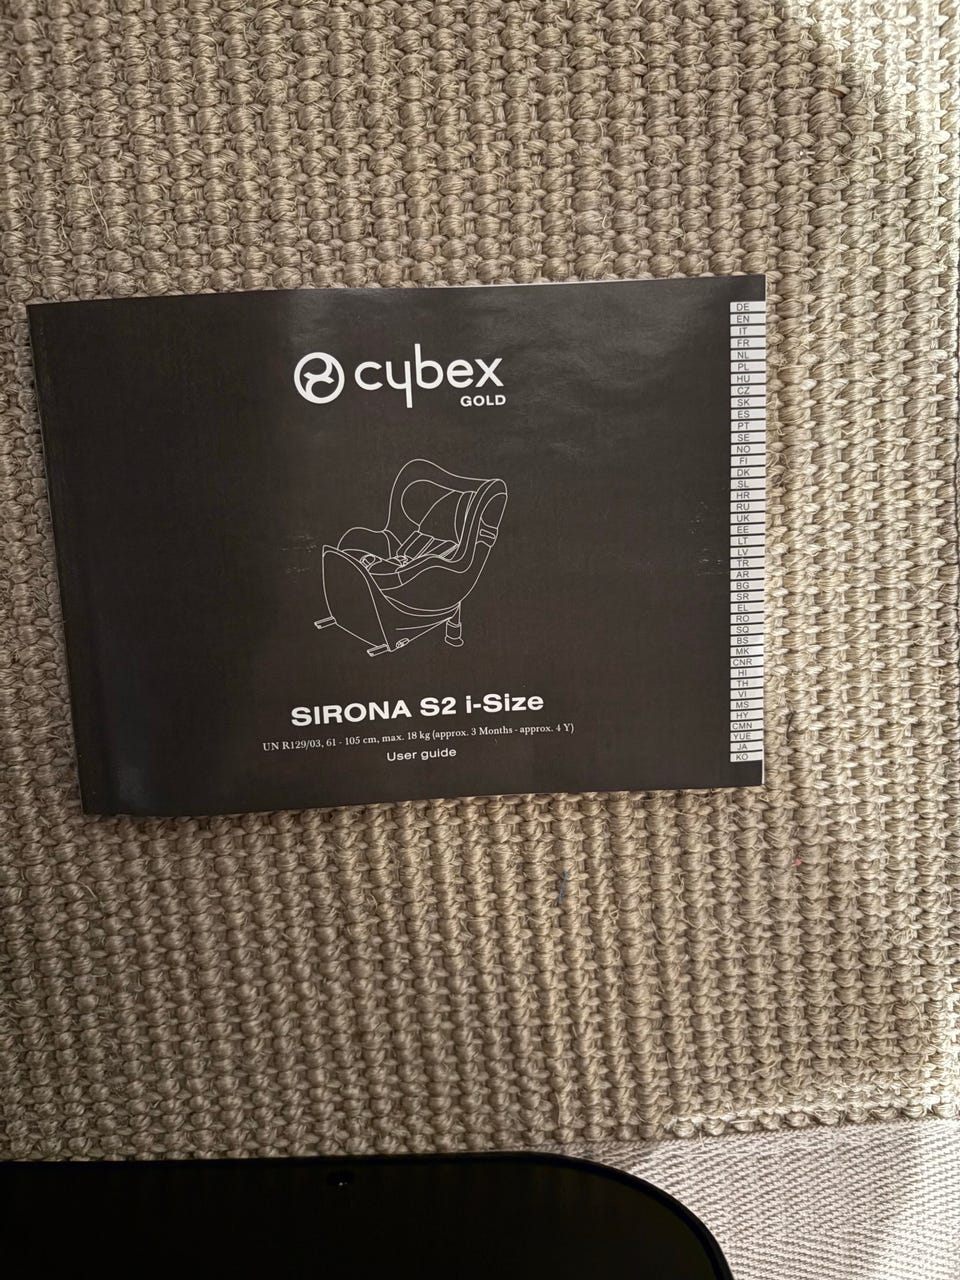 cybex
GOLD
SIRONA S2 i-Size
UN R129/03, 61 - 105 cm, max. 18 kg (approx. 3 Months - approx. 4 Y)
User guide
DE
EN
IT
FR
NL
PL
HU
CZ
SK
ES
PT
SE
NO
FI
DK
SL
HR
RU
UK
EE
LT
LV
TR
AR
BG
SR
EL
RO
SQ
BS
MK
CNR
HI
TH
VI
MS
HY
CMN
YUE
JA
KO